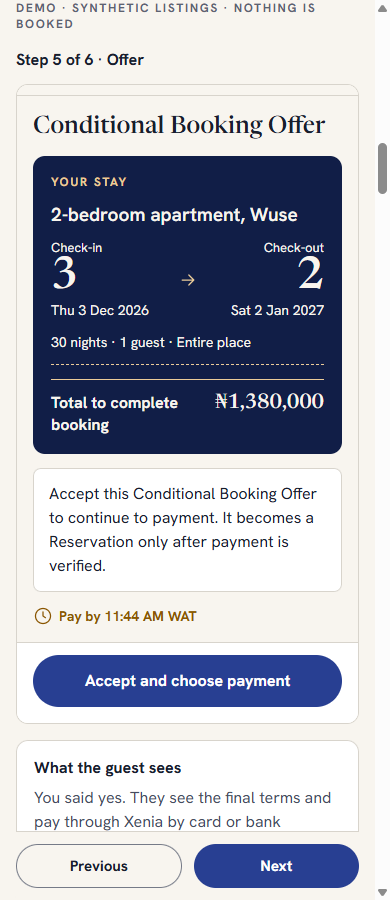 DEMO · SYNTHETIC LISTINGS · NOTHING IS
BOOKED
Step 5 of 6 · Offer
Conditional Booking Offer
YOUR STAY
2-bedroom apartment, Wuse
Check-in
Check-out
3
→
2
Thu 3 Dec 2026
Sat 2 Jan 2027
30 nights · 1 guest · Entire place
Total to complete
booking
₦1,380,000
Accept this Conditional Booking Offer
to continue to payment. It becomes a
Reservation only after payment is
verified.
Pay by 11:44 AM WAT
Accept and choose payment
What the guest sees
You said yes. They see the final terms and
pay through Xenia by card or bank
Previous
Next